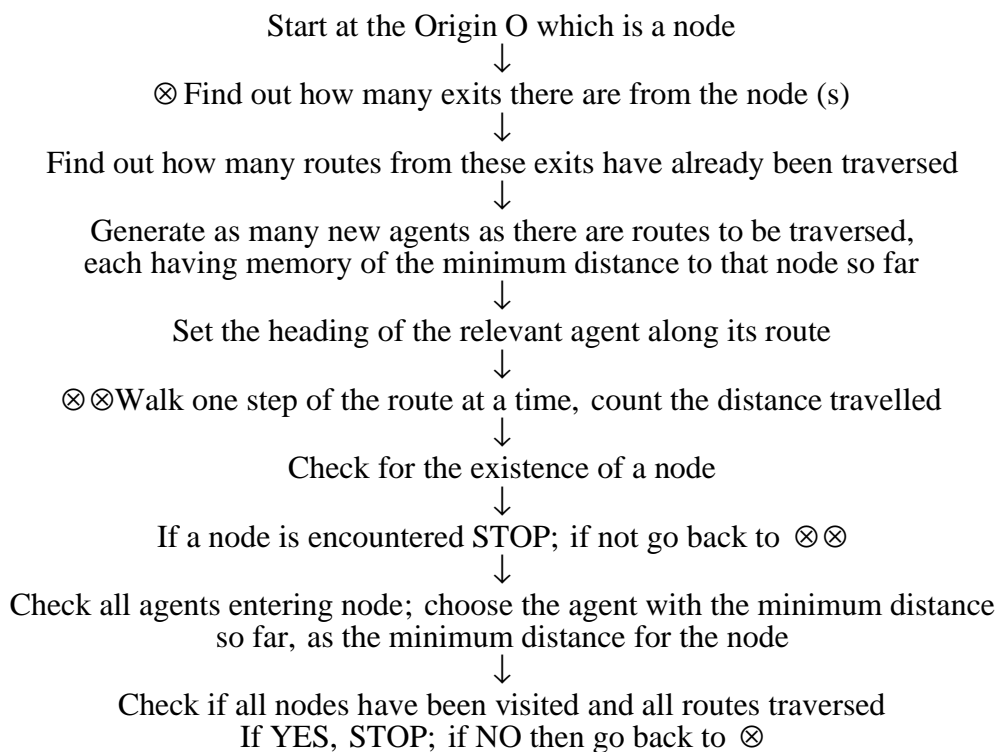 Start at the Origin O which is a node
↓
⊗ Find out how many exits there are from the node (s)
↓
Find out how many routes from these exits have already been traversed
↓
Generate as many new agents as there are routes to be traversed,
each having memory of the minimum distance to that node so far
↓
Set the heading of the relevant agent along its route
↓
⊗⊗Walk one step of the route at a time, count the distance travelled
↓
Check for the existence of a node
↓
If a node is encountered STOP; if not go back to ⊗⊗
↓
Check all agents entering node; choose the agent with the minimum distance
so far, as the minimum distance for the node
↓
Check if all nodes have been visited and all routes traversed
If YES, STOP; if NO then go back to ⊗